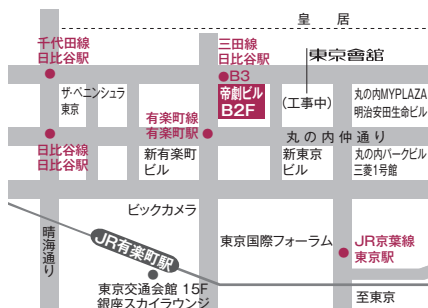 皇居
千代田線
日比谷駅
三田線
日比谷駅
B3
東京會舘
ザ・ペニンシュラ
東京
帝劇ビル
B2F
(工事中)
丸の内MYPLAZA
明治安田生命ビル
有楽町線
有楽町駅
丸の内仲通り
日比谷線
日比谷駅
新有楽町
ビル
新東京
ビル
丸の内パークビル
三菱1号館
ビックカメラ
晴海通り
JR有楽町駅
東京国際フォーラム
JR京葉線
東京駅
東京交通会館 15F
銀座スカイラウンジ
至東京